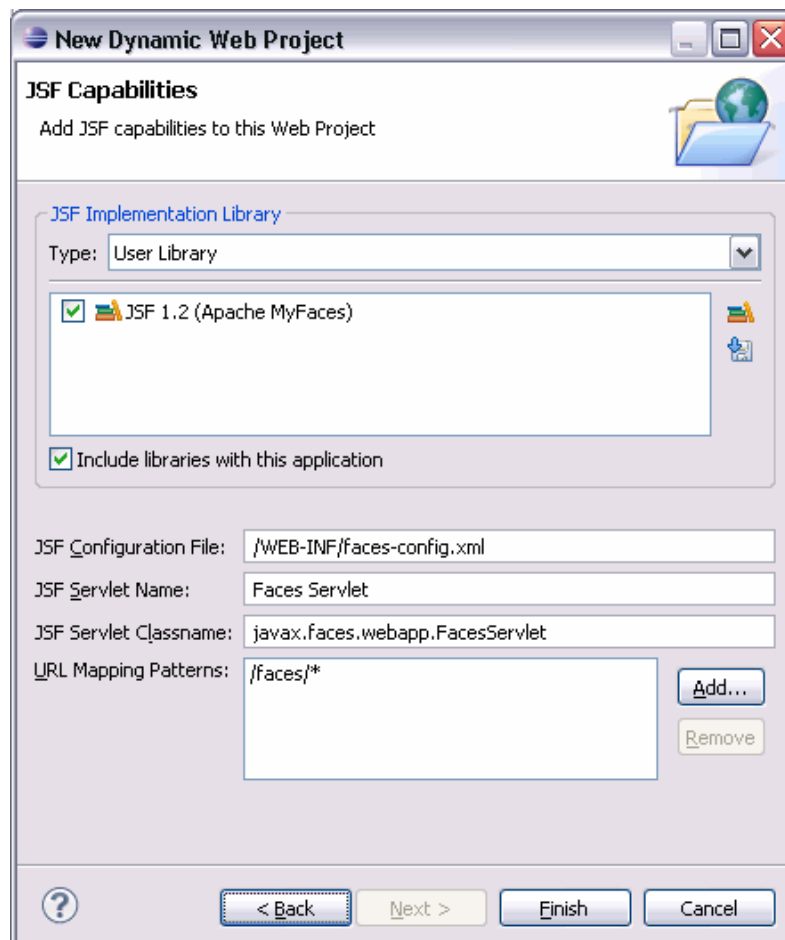 New Dynamic Web Project
JSF Capabilities
Add JSF capabilities to this Web Project
JSF Implementation Library
Type: User Library
JSF 1.2 (Apache MyFaces)
Include libraries with this application
JSF Configuration File: /WEB-INF/faces-config.xml
JSF Servlet Name: Faces Servlet
JSF Servlet Classname: javax.faces.webapp.FacesServlet
URL Mapping Patterns: /faces/*
Add...
Remove
? < Back Next > Finish Cancel